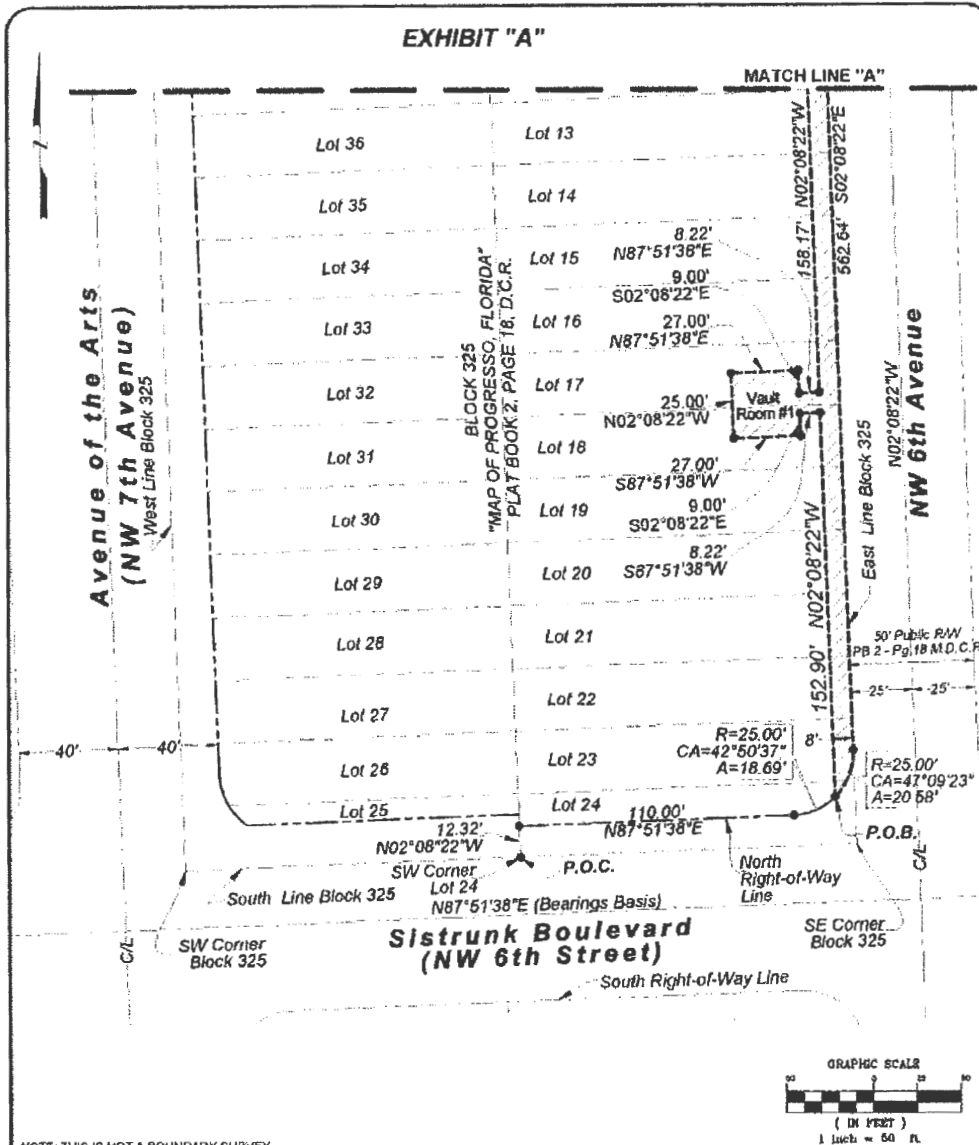 EXHIBIT "A"
MATCH LINE "A"
Lot 36
Lot 13
Lot 35
Lot 14
Lot 34
Lot 15
Lot 33
Lot 16
Lot 32
Lot 17
Lot 31
Lot 18
Lot 30
Lot 19
Lot 29
Lot 20
Lot 28
Lot 21
Lot 27
Lot 22
Lot 26
Lot 23
Lot 25
Lot 24
Avenue of the Arts
(NW 7th Avenue)
West Line Block 325
BLOCK 325
"MAP OF PROGRESSO, FLORIDA"
PLAT BOOK 2, PAGE 18, D.C.R.
158.17' N02°08'22"W
562.64' S02°08'22"E
8.22'
N87°51'38"E
9.00'
S02°08'22"E
27.00'
N87°51'38"E
Vault
Room #1
25.00'
N02°08'22"W
27.00'
S87°51'38"W
9.00'
S02°08'22"E
8.22'
S87°51'38"W
152.90' N02°08'22"W
East Line Block 325
N02°08'22"W
NW 6th Avenue
50' Public R/W
PB 2 - Pg 18 M.D.C.R
25'
25'
40'
40'
8'
R=25.00'
CA=42°50'37"
A=18.69'
R=25.00'
CA=47°09'23"
A=20.58'
110.00'
N87°51'38"E
12.32'
N02°08'22"W
P.O.B.
P.O.C.
SW Corner
Lot 24
N87°51'38"E (Bearings Basis)
North
Right-of-Way
Line
South Line Block 325
SW Corner
Block 325
SE Corner
Block 325
C/L
C/L
Sistrunk Boulevard
(NW 6th Street)
South Right-of-Way Line
GRAPHIC SCALE
0
( IN FEET )
1 inch = 50 ft.
NOTE: THIS IS NOT A BOUNDARY SURVEY